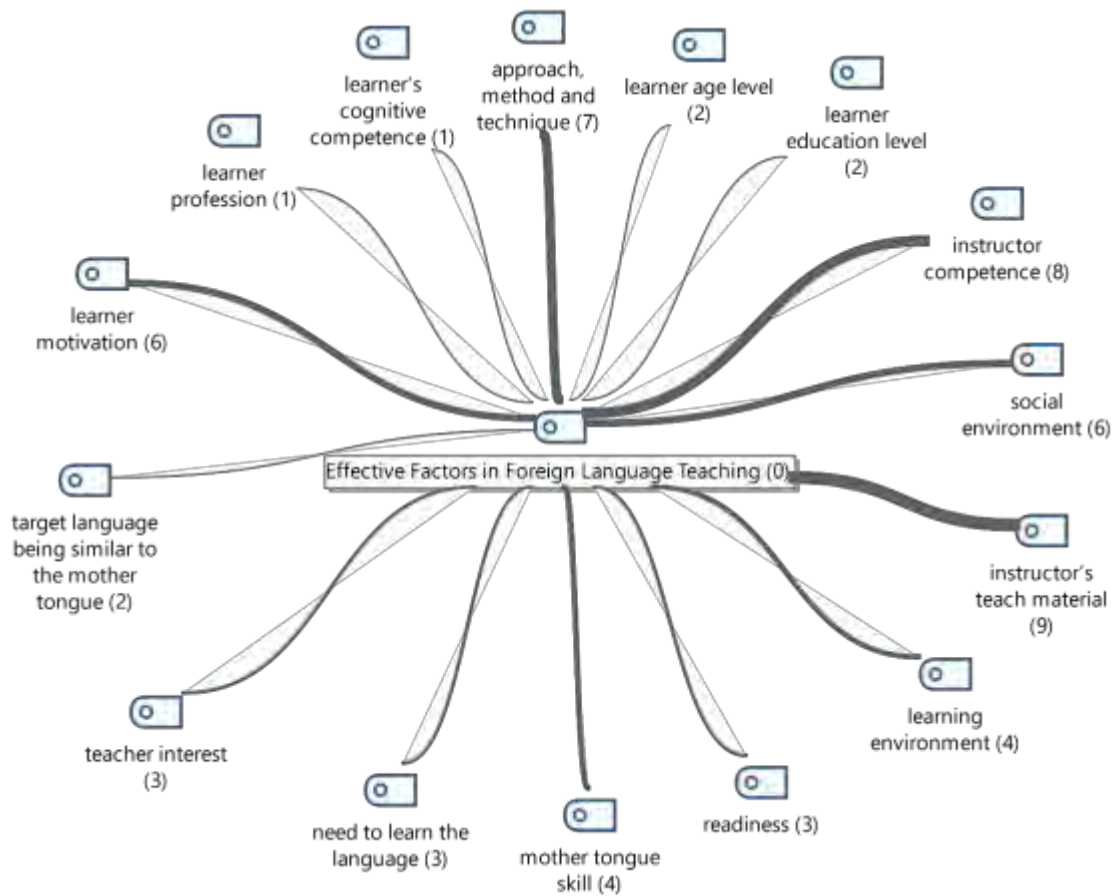 approach,
method and
technique (7)
learner's
cognitive
competence (1)
learner age level
(2)
learner
education level
(2)
learner
profession (1)
instructor
competence (8)
learner
motivation (6)
social
environment (6)
Effective Factors in Foreign Language Teaching (0)
target language
being similar to
the mother
tongue (2)
instructor's
teach material
(9)
learning
environment (4)
teacher interest
(3)
need to learn the
language (3)
mother tongue
skill (4)
readiness (3)